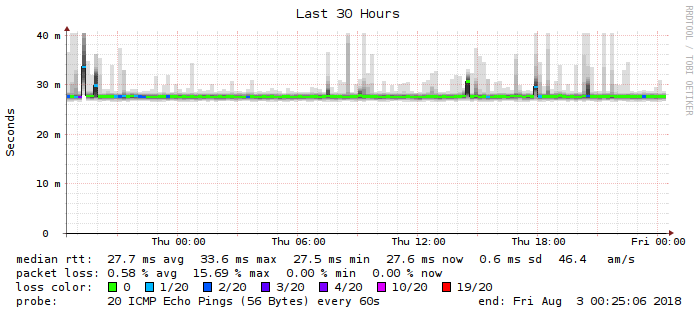 Last 30 Hours
RRDTOOL / TOBI OETIKER
Seconds
40 m
30 m
20 m
10 m
0
Thu 00:00 Thu 06:00 Thu 12:00 Thu 18:00 Fri 00:00
median rtt: 27.7 ms avg 33.6 ms max 27.5 ms min 27.6 ms now 0.6 ms sd 46.4 am/s
packet loss: 0.58 % avg 15.69 % max 0.00 % min 0.00 % now
loss color: 0 1/20 2/20 3/20 4/20 10/20 19/20
probe: 20 ICMP Echo Pings (56 Bytes) every 60s end: Fri Aug 3 00:25:06 2018